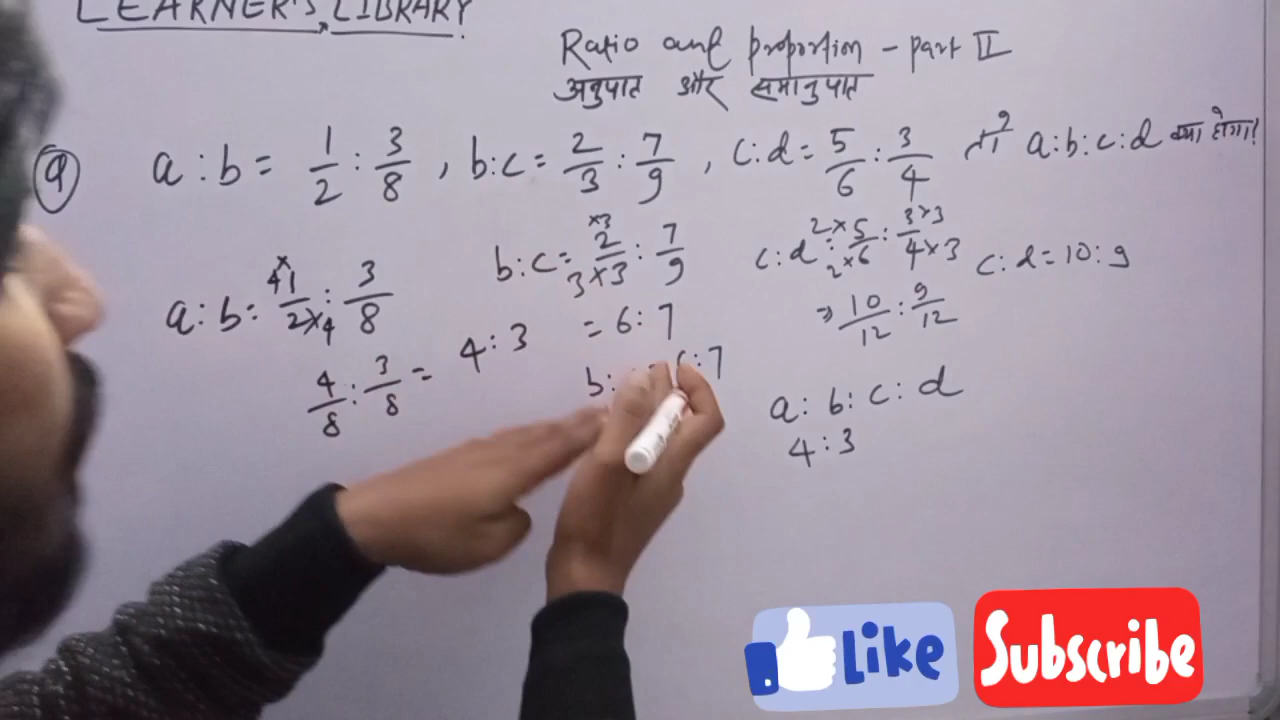 LEARNER'S LIBRARY
Ratio and proportion - part II
अनुपात और समानुपात
Q a : b = 1/2 : 3/8 , b:c = 2/3 : 7/9 , c:d = 5/6 : 3/4 तो a:b:c:d क्या होगा?
a : b = 4×1/2×4 : 3/8
4/8 : 3/8 = 4 : 3
b:c = 2×3/3×3 : 7/9
= 6 : 7
b: :7
c:d = 2×5/2×6 : 3×3/4×3
⇒ 10/12 : 9/12
c:d = 10:9
a : b : c : d
4 : 3
Like
Subscribe